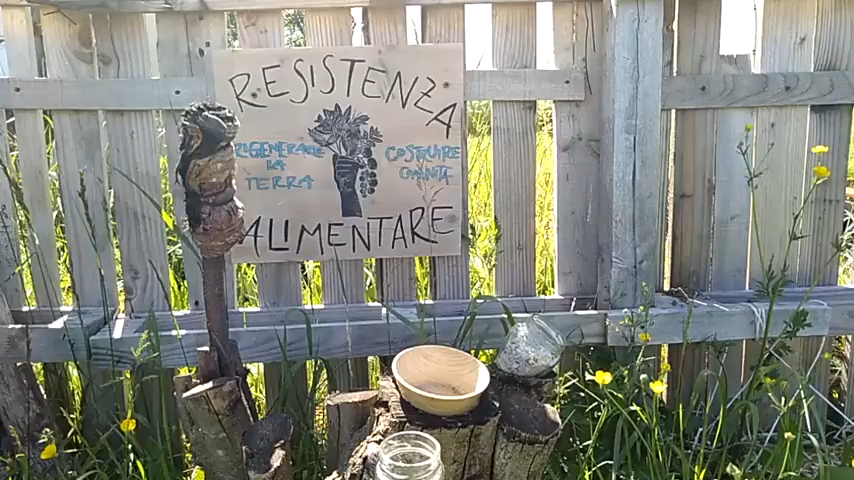 RESISTENZA
RIGENERARE
LA
TERRA
COSTRUIRE
COMUNITÀ
ALIMENTARE